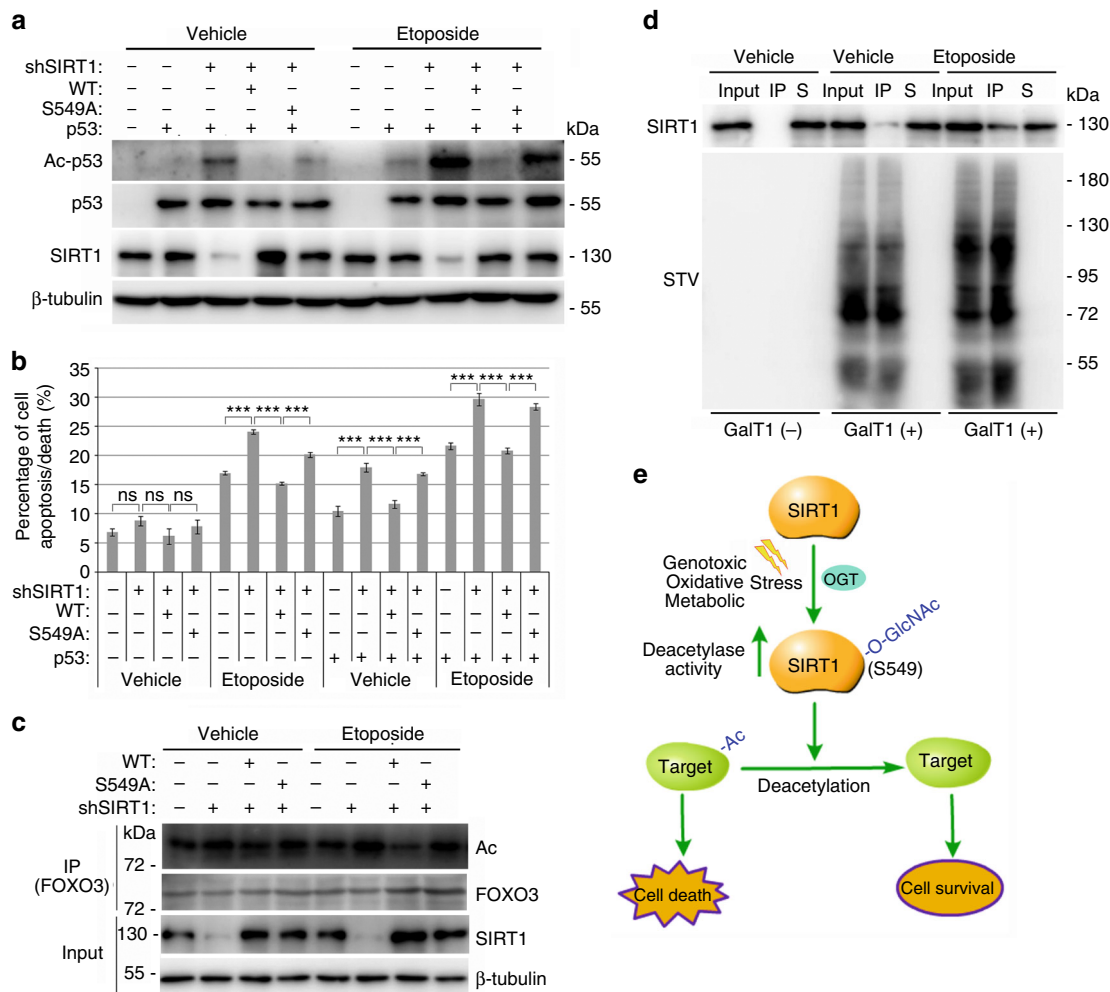 a
Vehicle Etoposide
shSIRT1: – – + + + – – + + +
WT: – – – + – – – – + –
S549A: – – – – + – – – – +
p53: – + + + + – + + + + kDa
Ac-p53 - 55
p53 - 55
SIRT1 - 130
β-tubulin - 55
b
Percentage of cell apoptosis/death (%)
35
30
25
20
15
10
5
0
ns ns ns *** *** *** *** *** *** *** *** ***
shSIRT1: – + + + – + + + – + + + – + + +
WT: – – + – – – + – – – + – – – + –
S549A: – – – + – – – + – – – + – – – +
p53: – – – – – – – – + + + + + + + +
Vehicle Etoposide Vehicle Etoposide
c
Vehicle Etoposide
WT: – – + – – – + –
S549A: – – – + – – – +
shSIRT1: – + + + – + + +
kDa
IP (FOXO3)
Ac
72 -
FOXO3
72 -
Input
130 - SIRT1
55 - β-tubulin
d
Vehicle Vehicle Etoposide
Input IP S Input IP S Input IP S kDa
SIRT1 - 130
STV
- 180
- 130
- 95
- 72
- 55
GalT1 (–) GalT1 (+) GalT1 (+)
e
SIRT1
Genotoxic
Oxidative Stress
Metabolic
OGT
-O-GlcNAc
Deacetylase activity
SIRT1
(S549)
-Ac
Target
Deacetylation
Target
Cell death
Cell survival